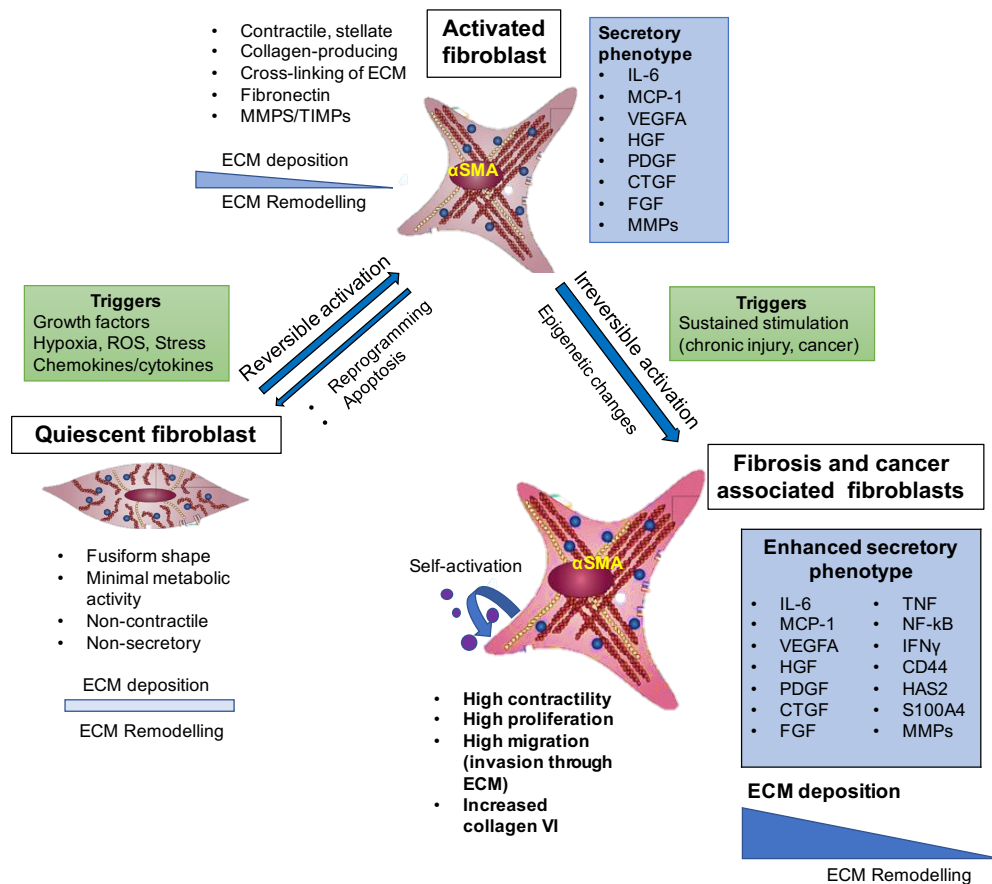 • Contractile, stellate
• Collagen-producing
• Cross-linking of ECM
• Fibronectin
• MMPS/TIMPs
Activated
fibroblast
Secretory
phenotype
• IL-6
• MCP-1
• VEGFA
• HGF
• PDGF
• CTGF
• FGF
• MMPs
ECM deposition
ECM Remodelling
αSMA
Triggers
Growth factors
Hypoxia, ROS, Stress
Chemokines/cytokines
Reversible activation
• Reprogramming
• Apoptosis
Irreversible activation
Epigenetic changes
Triggers
Sustained stimulation
(chronic injury, cancer)
Quiescent fibroblast
• Fusiform shape
• Minimal metabolic
activity
• Non-contractile
• Non-secretory
ECM deposition
ECM Remodelling
Fibrosis and cancer
associated fibroblasts
Self-activation
αSMA
• High contractility
• High proliferation
• High migration
(invasion through
ECM)
• Increased
collagen VI
Enhanced secretory
phenotype
• IL-6
• MCP-1
• VEGFA
• HGF
• PDGF
• CTGF
• FGF
• TNF
• NF-kB
• IFNγ
• CD44
• HAS2
• S100A4
• MMPs
ECM deposition
ECM Remodelling